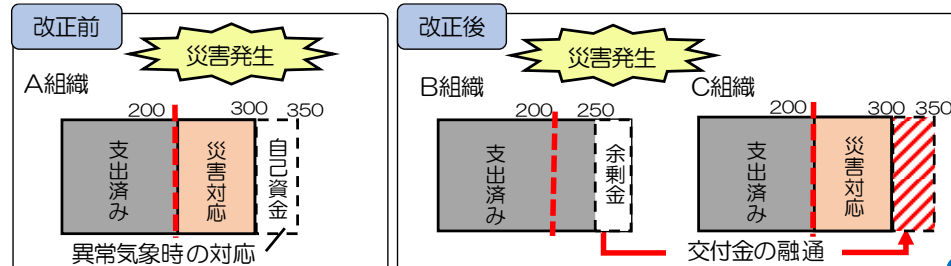 改正前
災害発生
A組織
200
300
350
支出済み
災害対応
自己資金
異常気象時の対応
改正後
災害発生
B組織
200
250
支出済み
余剰金
C組織
200
300
350
支出済み
災害対応
交付金の融通